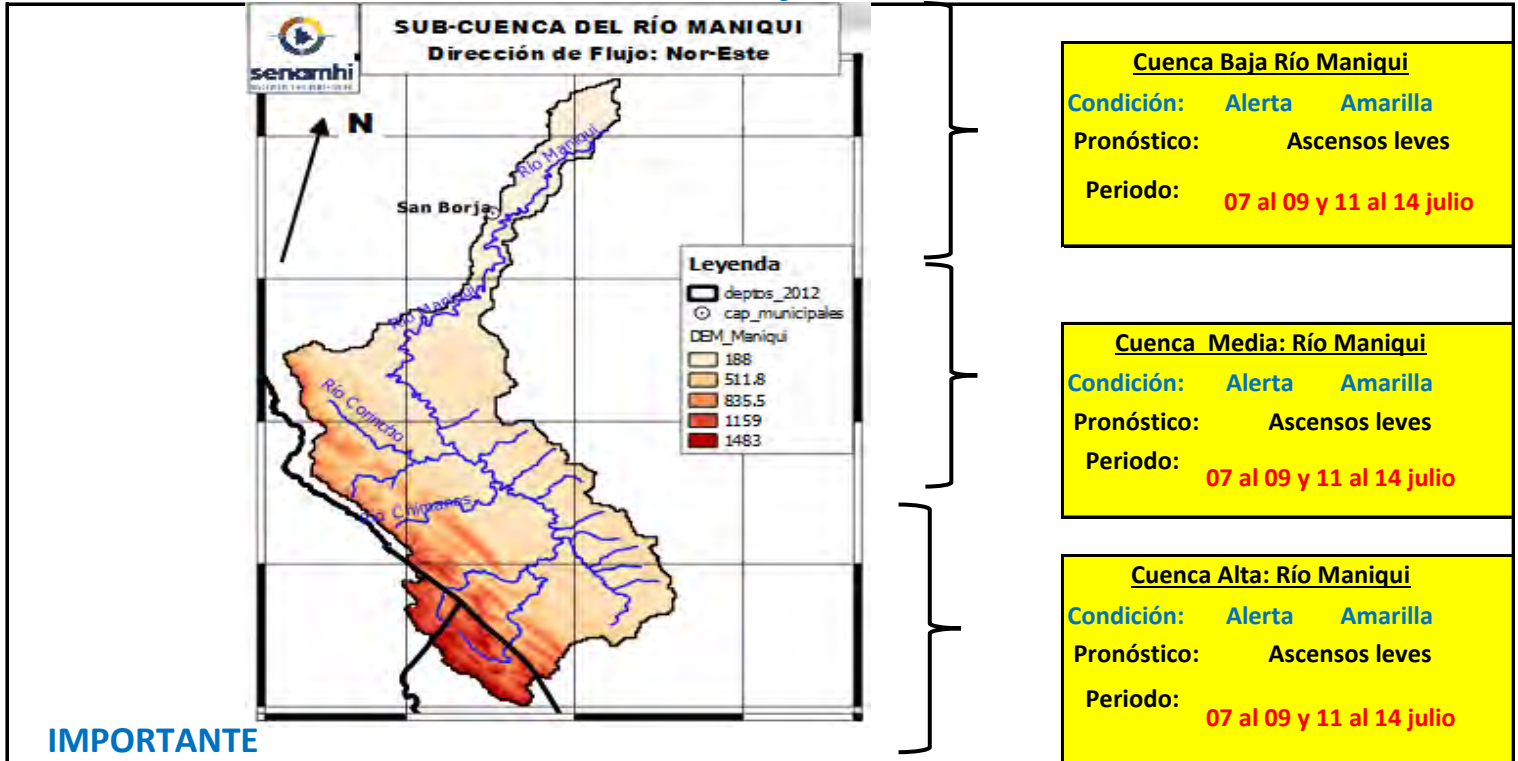 SUB-CUENCA DEL RÍO MANIQUI
Dirección de Flujo: Nor-Este
senamhi
N
Río Maniqui
San Borja
Río Maniqui
Río Chimanes
Leyenda
deptos_2012
cap_municipales
DEM_Maniqui
188
511.8
835.5
1159
1483
Cuenca Baja Río Maniqui
Condición: Alerta Amarilla
Pronóstico: Ascensos leves
Periodo: 07 al 09 y 11 al 14 julio
Cuenca Media: Río Maniqui
Condición: Alerta Amarilla
Pronóstico: Ascensos leves
Periodo: 07 al 09 y 11 al 14 julio
Cuenca Alta: Río Maniqui
Condición: Alerta Amarilla
Pronóstico: Ascensos leves
Periodo: 07 al 09 y 11 al 14 julio
IMPORTANTE